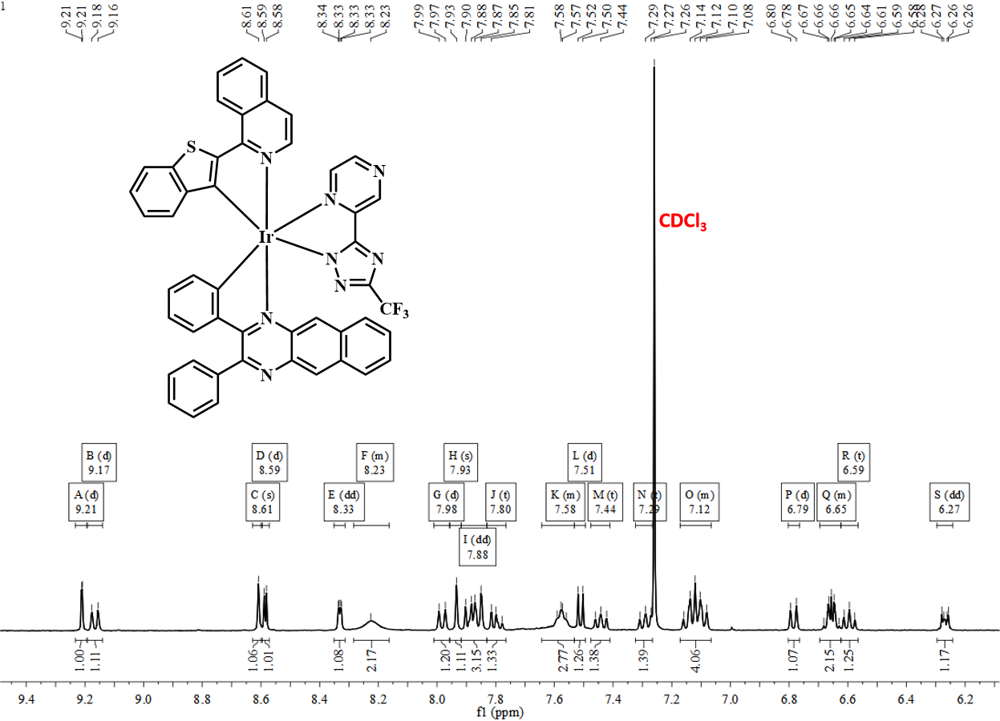 1
9.21
9.21
9.18
9.16
8.61
8.59
8.58
8.34
8.33
8.33
8.33
8.23
7.99
7.97
7.93
7.90
7.88
7.87
7.85
7.81
7.58
7.57
7.52
7.50
7.44
7.29
7.27
7.26
7.14
7.12
7.10
7.08
6.80
6.78
6.67
6.66
6.66
6.65
6.64
6.61
6.59
6.58
6.28
6.27
6.26
6.26
S
N
N
N
Ir
N
N
N
CF3
N
N
CDCl3
B (d)
9.17
D (d)
8.59
F (m)
8.23
H (s)
7.93
L (d)
7.51
R (t)
6.59
A (d)
9.21
C (s)
8.61
E (dd)
8.33
G (d)
7.98
J (t)
7.80
K (m)
7.58
M (t)
7.44
N (t)
7.29
O (m)
7.12
P (d)
6.79
Q (m)
6.65
S (dd)
6.27
I (dd)
7.88
1.00
1.11
1.06
1.01
1.08
2.17
1.20
1.11
3.15
1.33
2.77
1.26
1.38
1.39
4.06
1.07
2.15
1.25
1.17
9.4 9.2 9.0 8.8 8.6 8.4 8.2 8.0 7.8 7.6 7.4 7.2 7.0 6.8 6.6 6.4 6.2
f1 (ppm)